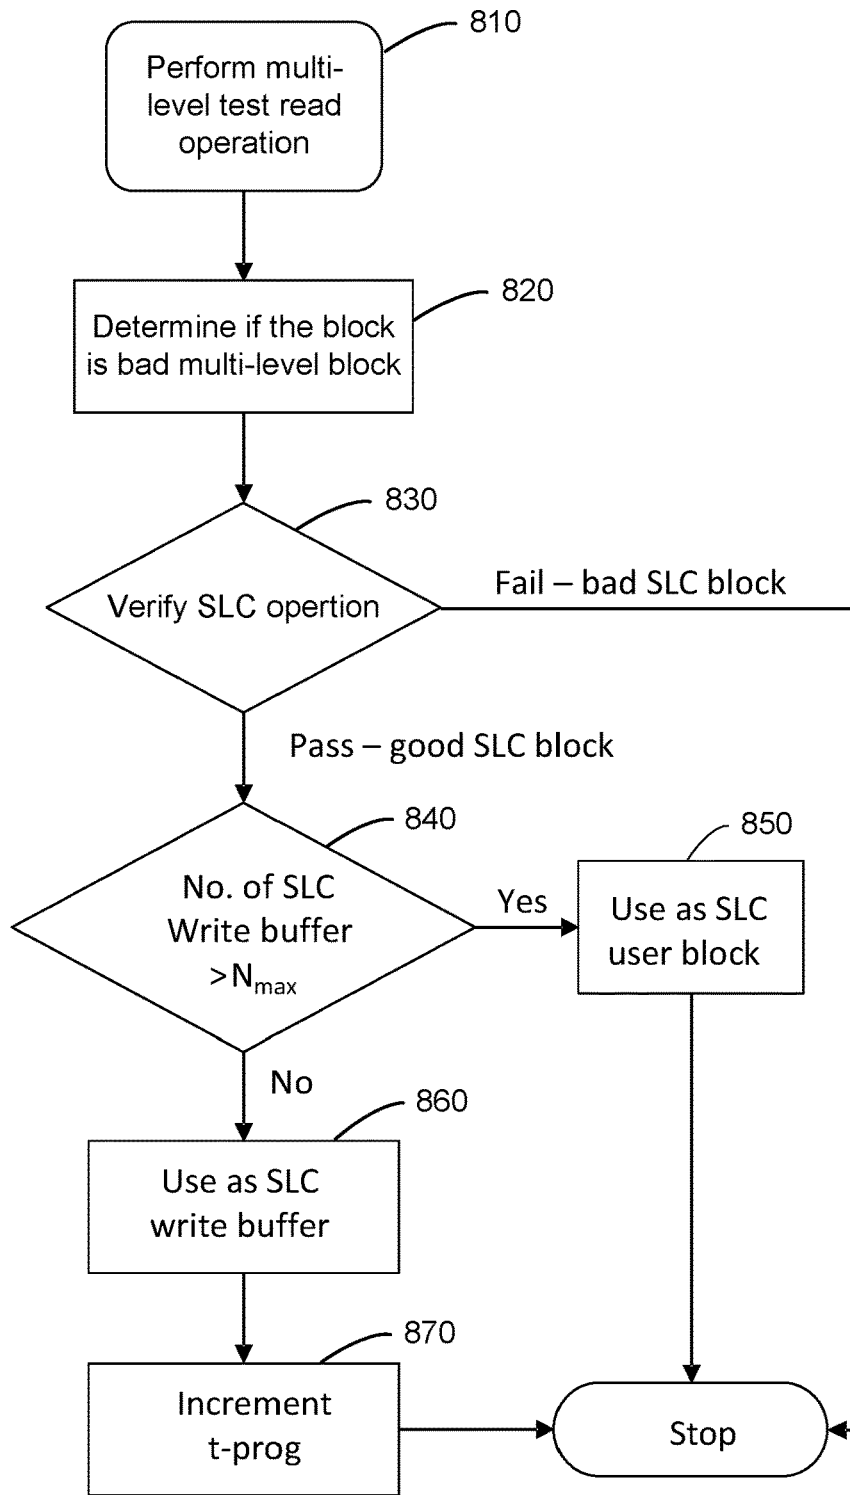 810
Perform multi-
level test read
operation
820
Determine if the block
is bad multi-level block
830
Verify SLC opertion
Fail – bad SLC block
Pass – good SLC block
840
No. of SLC
Write buffer
>Nmax
Yes
850
Use as SLC
user block
No
860
Use as SLC
write buffer
870
Increment
t-prog
Stop